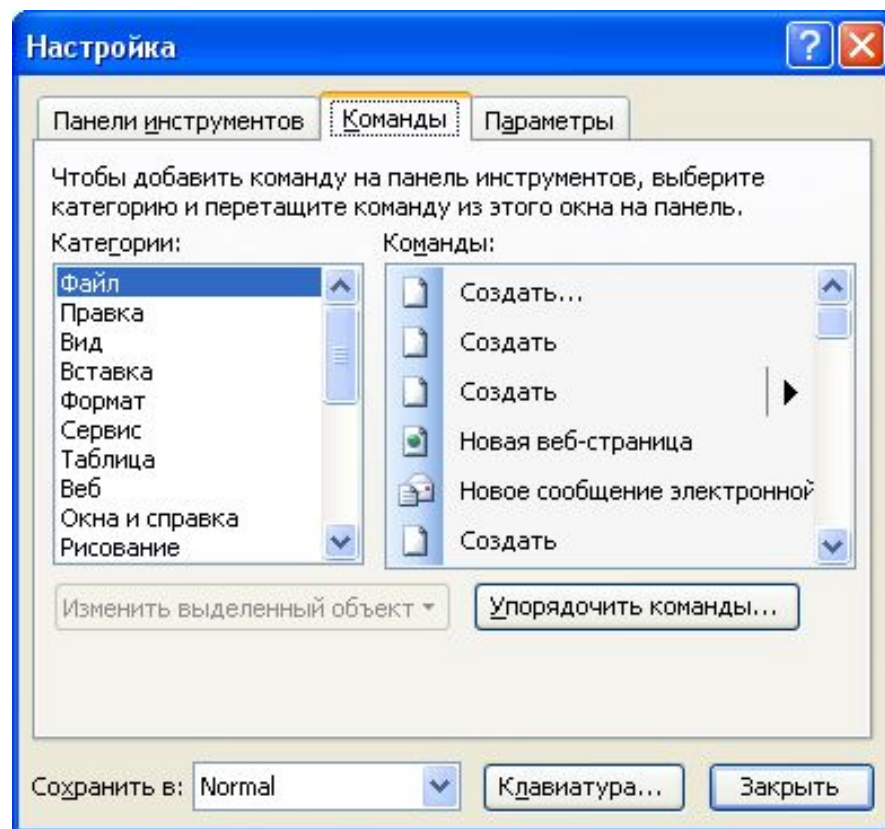 Настройка
Панели инструментов Команды Параметры
Чтобы добавить команду на панель инструментов, выберите
категорию и перетащите команду из этого окна на панель.
Категории: Команды:
Файл
Правка
Вид
Вставка
Формат
Сервис
Таблица
Веб
Окна и справка
Рисование
Создать...
Создать
Создать
Новая веб-страница
Новое сообщение электронной
Создать
Изменить выделенный объект Упорядочить команды...
Сохранить в: Normal Клавиатура... Закрыть